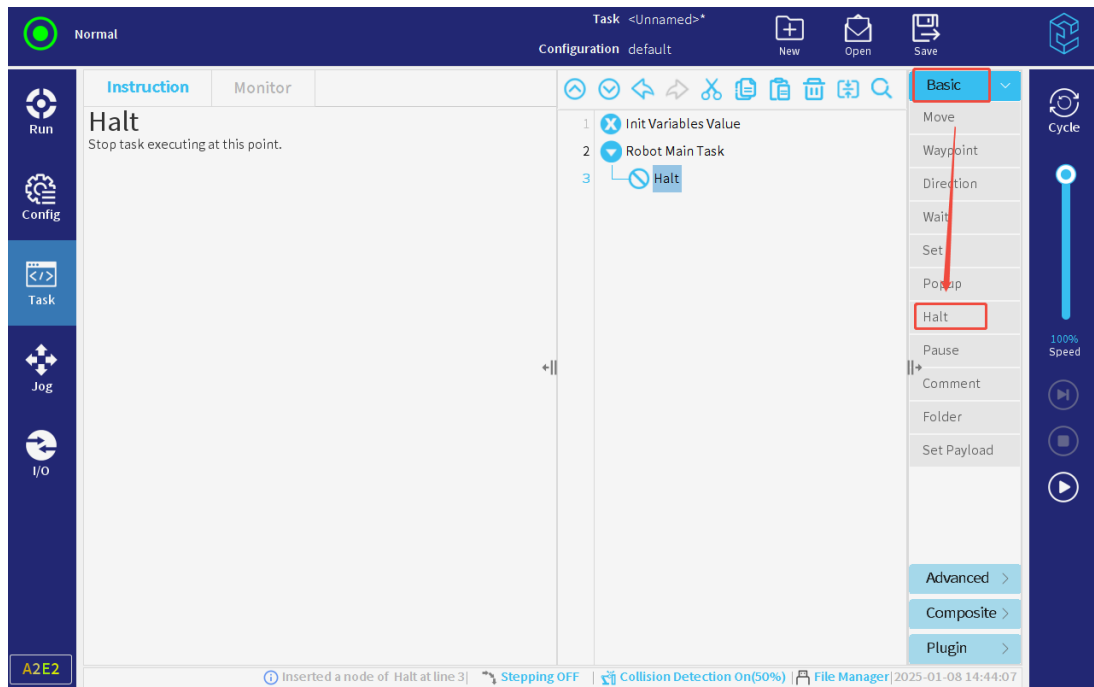 Normal
Task <Unnamed>*
Configuration default
New
Open
Save
Run
Config
Task
Jog
I/O
A2E2
Instruction
Monitor
Halt
Stop task executing at this point.
1 Init Variables Value
2 Robot Main Task
3 Halt
Basic
Move
Waypoint
Direction
Wait
Set
Popup
Halt
Pause
Comment
Folder
Set Payload
Advanced
Composite
Plugin
Cycle
100%
Speed
Inserted a node of Halt at line 3| Stepping OFF | Collision Detection On(50%) | File Manager| 2025-01-08 14:44:07